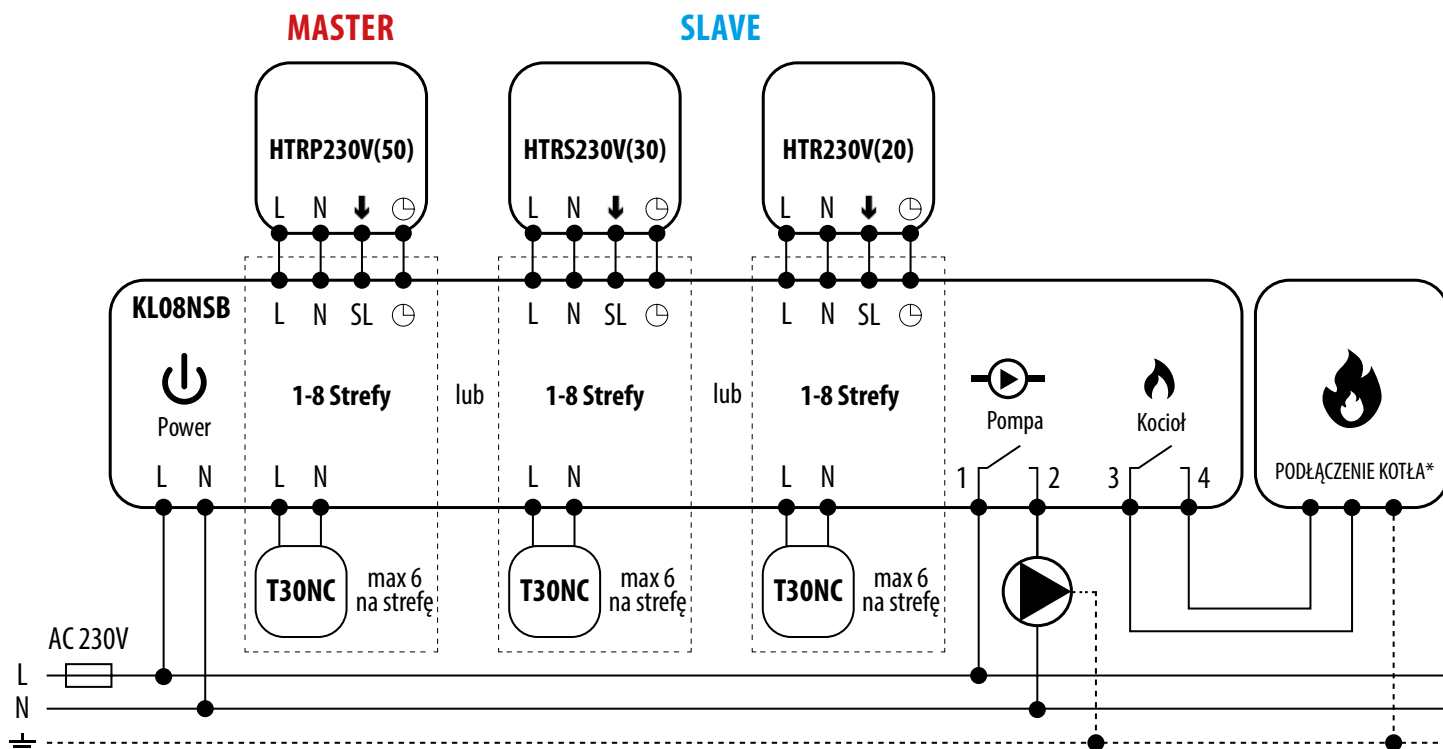 MASTER SLAVE
HTRP230V(50) HTRS230V(30) HTR230V(20)
L N L N L N
KL08NSB L N SL L N SL L N SL
1-8 Strefy lub 1-8 Strefy lub 1-8 Strefy
Power Pompa Kocioł
PODŁĄCZENIE KOTŁA*
L N L N L N L N 1 2 3 4
T30NC max 6 na strefę T30NC max 6 na strefę T30NC max 6 na strefę
AC 230V
L
N